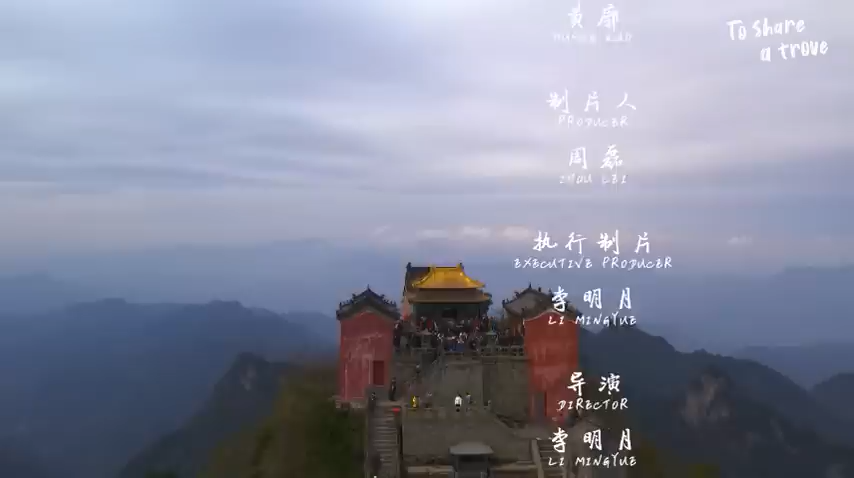 黄廓
To share
a trove
制片人
PRODUCER
周磊
ZHOU LEI
执行制片
EXECUTIVE PRODUCER
李明月
LI MINGYUE
导演
DIRECTOR
李明月
LI MINGYUE